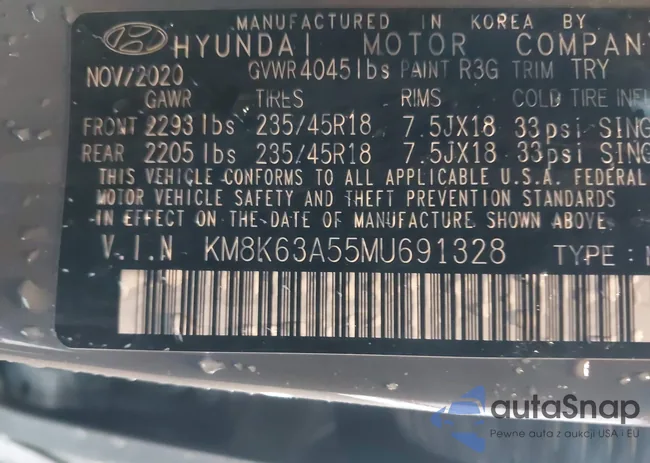 MANUFACTURED IN KOREA BY
HYUNDAI MOTOR COMPANY
NOV/2020 GVWR 4045 lbs PAINT R3G TRIM TRY
GAWR TIRES RIMS COLD TIRE INFL
FRONT 2293 lbs 235/45R18 7.5JX18 33psi SING
REAR 2205 lbs 235/45R18 7.5JX18 33psi SING
THIS VEHICLE CONFORMS TO ALL APPLICABLE U.S.A. FEDERAL
MOTOR VEHICLE SAFETY AND THEFT PREVENTION STANDARDS
IN EFFECT ON THE DATE OF MANUFACTURE SHOWN ABOVE.
V.I.N KM8K63A55MU691328 TYPE :
autaSnap
Pewne auta z aukcji USA i EU